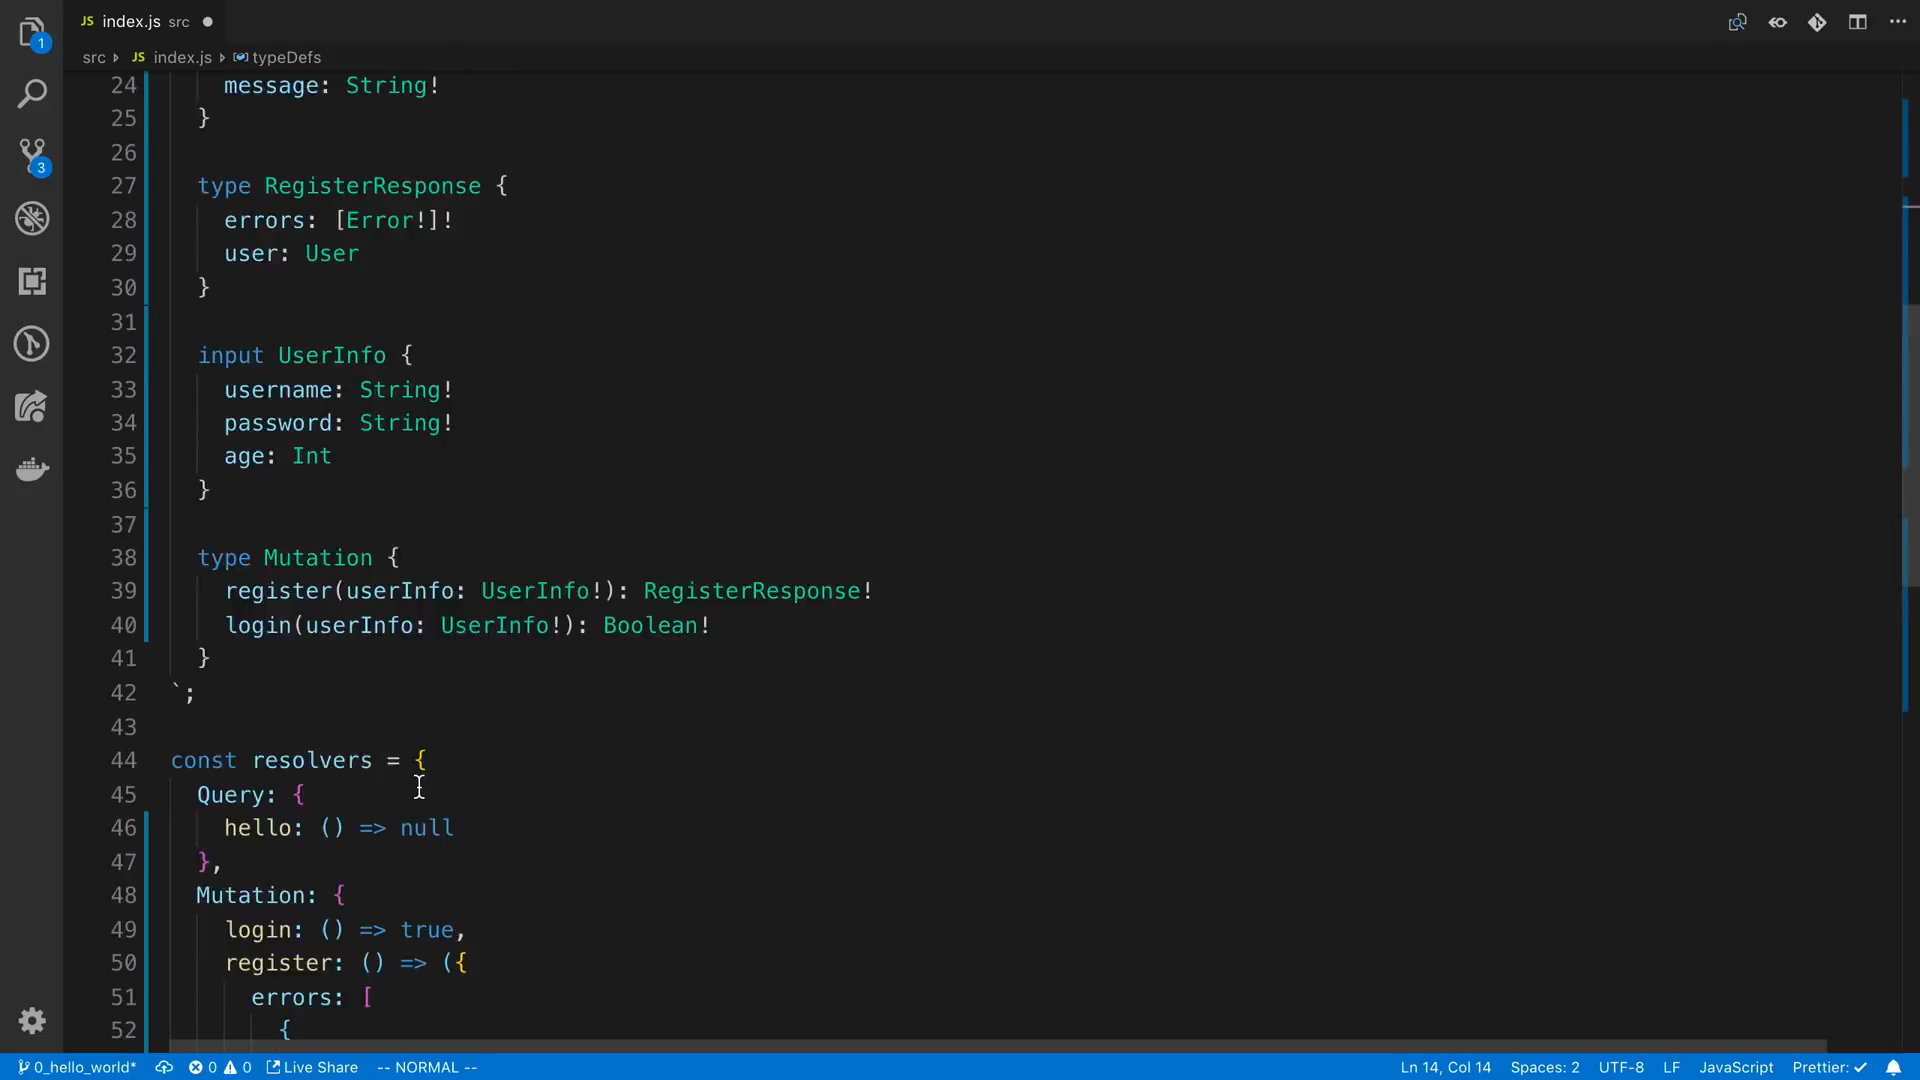 JS index.js src
src JS index.js typeDefs
1
3
24 message: String!
25 }
26
27 type RegisterResponse {
28 errors: [Error!]!
29 user: User
30 }
31
32 input UserInfo {
33 username: String!
34 password: String!
35 age: Int
36 }
37
38 type Mutation {
39 register(userInfo: UserInfo!): RegisterResponse!
40 login(userInfo: UserInfo!): Boolean!
41 }
42 `;
43
44 const resolvers = {
45 Query: {
46 hello: () => null
47 },
48 Mutation: {
49 login: () => true,
50 register: () => ({
51 errors: [
52 {
0_hello_world* 0 0 Live Share -- NORMAL -- Ln 14, Col 14 Spaces: 2 UTF-8 LF JavaScript Prettier: ✓